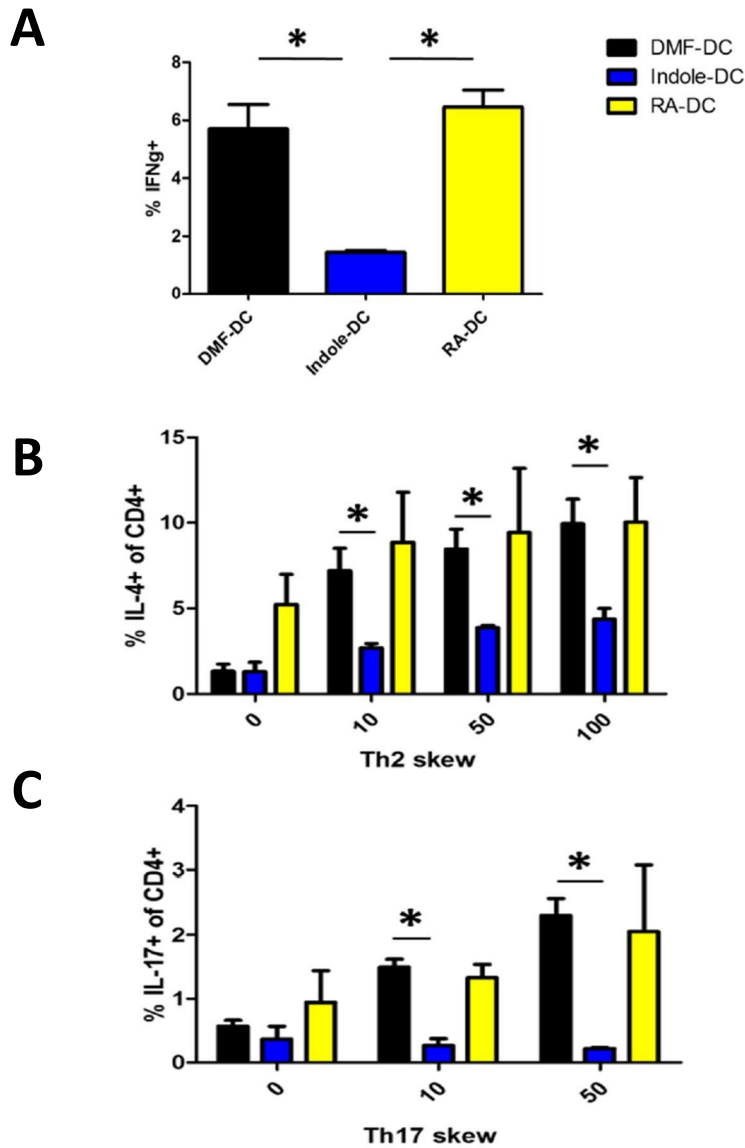 A
* *
DMF-DC
Indole-DC
RA-DC
8
6
4
2
0
% IFNg+
DMF-DC Indole-DC RA-DC
B
15
10
5
0
% IL-4+ of CD4+
* * *
0 10 50 100
Th2 skew
C
4
3
2
1
0
% IL-17+ of CD4+
* *
0 10 50
Th17 skew